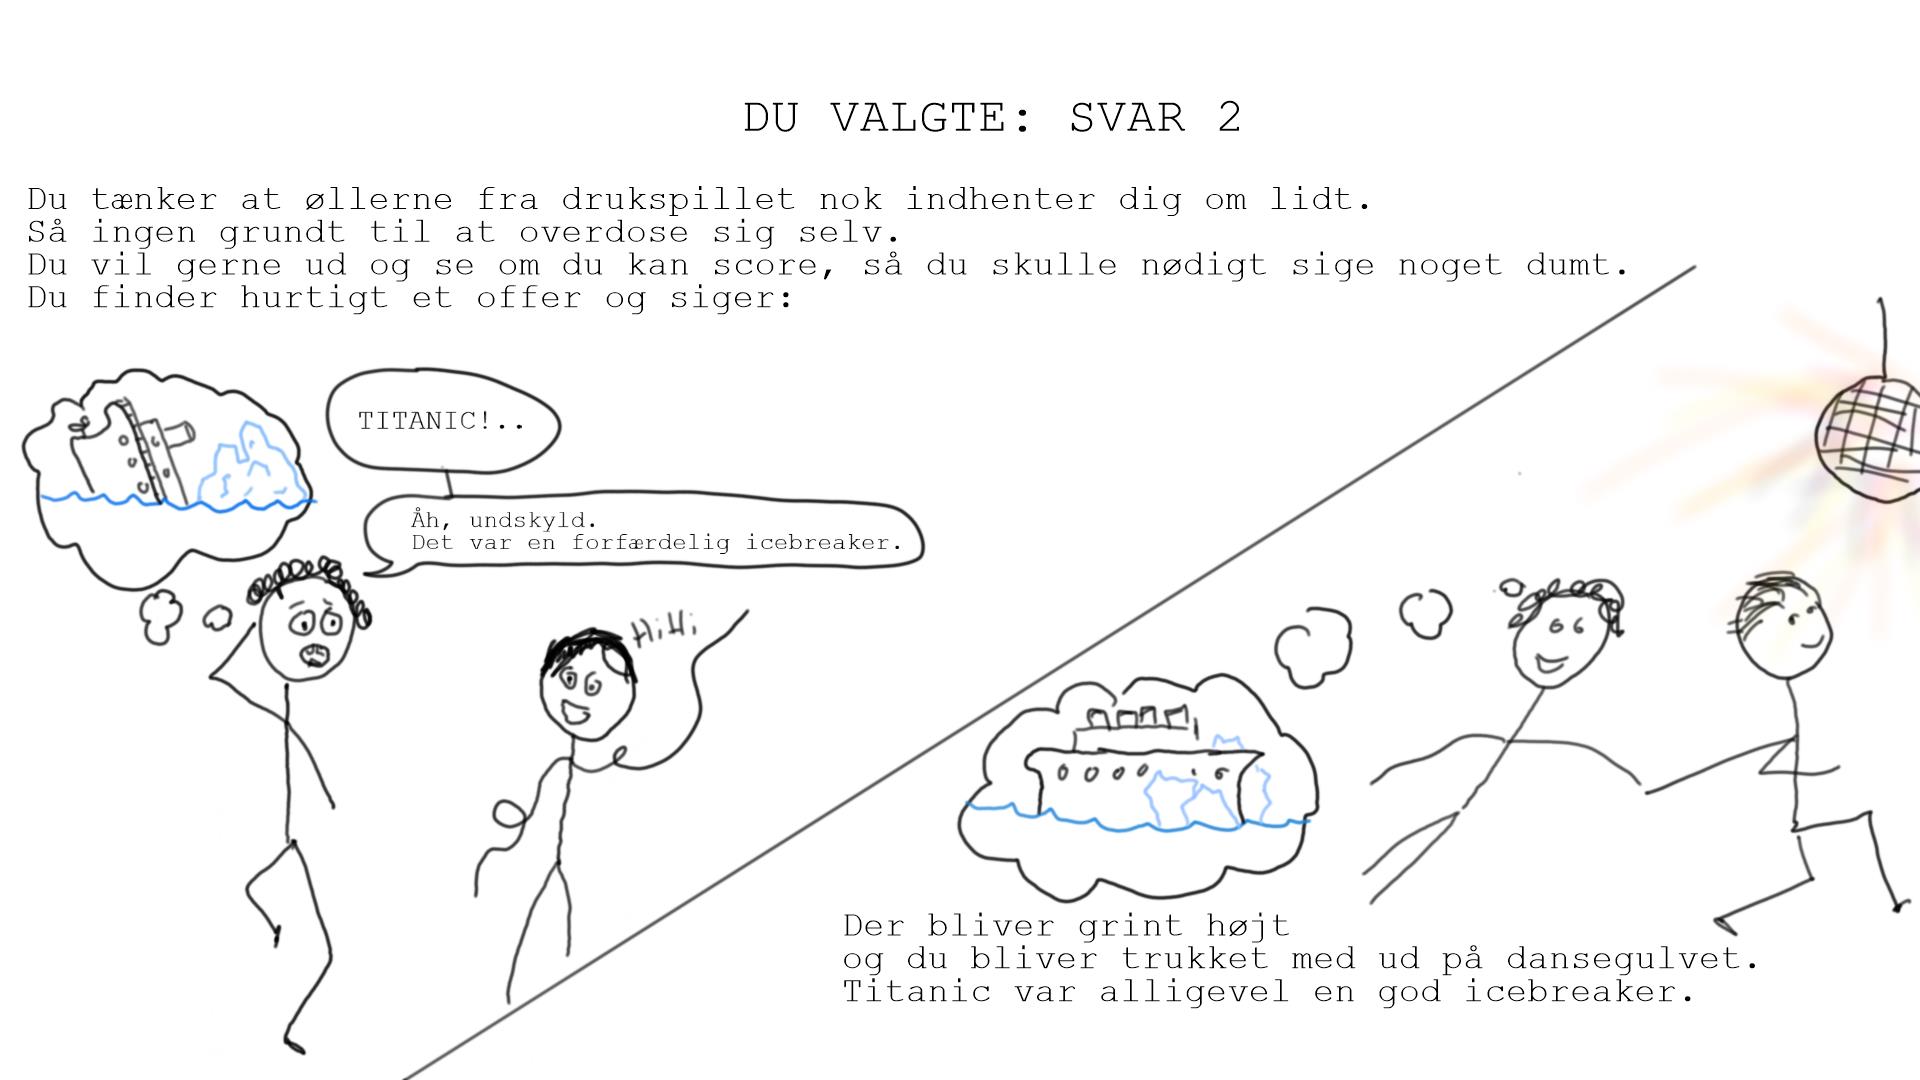 DU VALGTE: SVAR 2
Du tænker at øllerne fra drukspillet nok indhenter dig om lidt.
Så ingen grundt til at overdose sig selv.
Du vil gerne ud og se om du kan score, så du skulle nødigt sige noget dumt.
Du finder hurtigt et offer og siger:
TITANIC!..
Åh, undskyld.
Det var en forfærdelig icebreaker.
HiHi
Der bliver grint højt
og du bliver trukket med ud på dansegulvet.
Titanic var alligevel en god icebreaker.